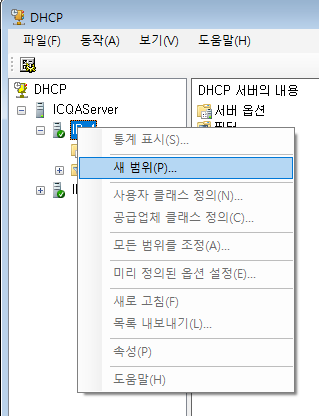 DHCP
파일(F) 동작(A) 보기(V) 도움말(H)
DHCP
ICQAServer
DHCP 서버의 내용
서버 옵션
필터
통계 표시(S)...
새 범위(P)...
사용자 클래스 정의(N)...
공급업체 클래스 정의(C)...
모든 범위를 조정(A)...
미리 정의된 옵션 설정(E)...
새로 고침(F)
목록 내보내기(L)...
속성(P)
도움말(H)